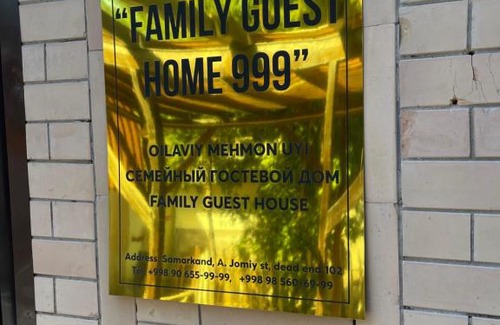 "FAMILY GUEST
HOME 999"
OILAVIY MEHMON UYI
СЕМЕЙНЫЙ ГОСТЕВОЙ ДОМ
FAMILY GUEST HOUSE
Address: Samarkand, A. Jomiy st, dead end 102
Tel: +998 90 655-99-99, +998 98 560-69-99